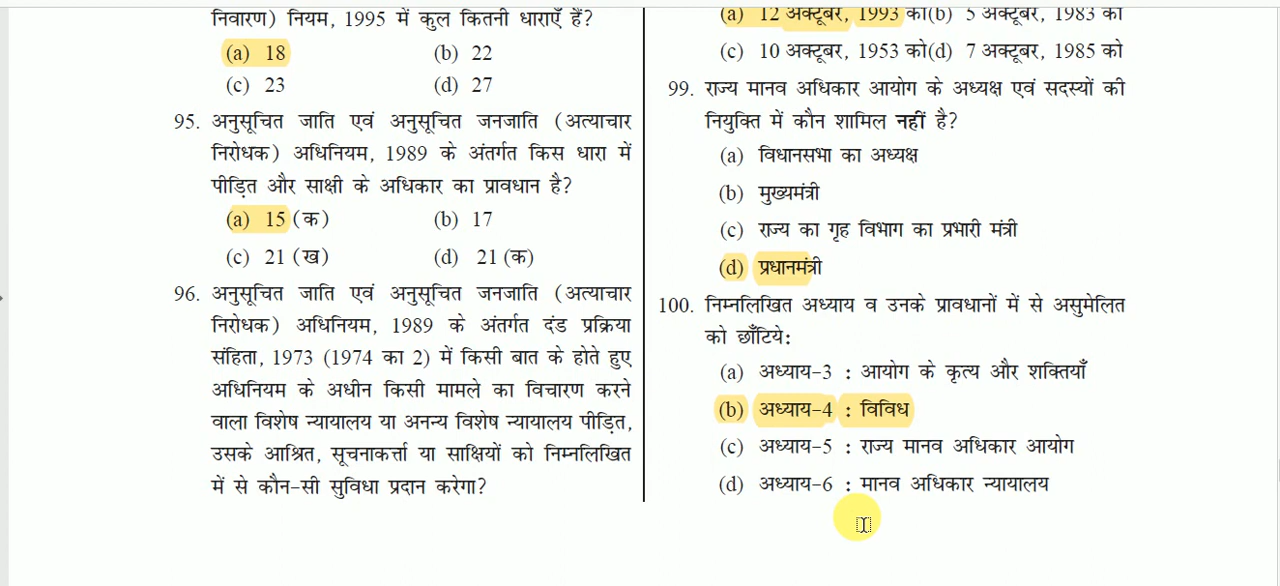 निवारण) नियम, 1995 में कुल कितनी धाराएँ हैं?
(a) 18 (b) 22
(c) 23 (d) 27
95. अनुसूचित जाति एवं अनुसूचित जनजाति (अत्याचार
निरोधक) अधिनियम, 1989 के अंतर्गत किस धारा में
पीड़ित और साक्षी के अधिकार का प्रावधान है?
(a) 15 (क) (b) 17
(c) 21 (ख) (d) 21 (क)
96. अनुसूचित जाति एवं अनुसूचित जनजाति (अत्याचार
निरोधक) अधिनियम, 1989 के अंतर्गत दंड प्रक्रिया
संहिता, 1973 (1974 का 2) में किसी बात के होते हुए
अधिनियम के अधीन किसी मामले का विचारण करने
वाला विशेष न्यायालय या अनन्य विशेष न्यायालय पीड़ित,
उसके आश्रित, सूचनाकर्त्ता या साक्षियों को निम्नलिखित
में से कौन-सी सुविधा प्रदान करेगा?
(a) 12 अक्टूबर, 1993 को(b) 5 अक्टूबर, 1983 को
(c) 10 अक्टूबर, 1953 को(d) 7 अक्टूबर, 1985 को
99. राज्य मानव अधिकार आयोग के अध्यक्ष एवं सदस्यों की
नियुक्ति में कौन शामिल नहीं है?
(a) विधानसभा का अध्यक्ष
(b) मुख्यमंत्री
(c) राज्य का गृह विभाग का प्रभारी मंत्री
(d) प्रधानमंत्री
100. निम्नलिखित अध्याय व उनके प्रावधानों में से असुमेलित
को छाँटिये:
(a) अध्याय-3 : आयोग के कृत्य और शक्तियाँ
(b) अध्याय-4 : विविध
(c) अध्याय-5 : राज्य मानव अधिकार आयोग
(d) अध्याय-6 : मानव अधिकार न्यायालय